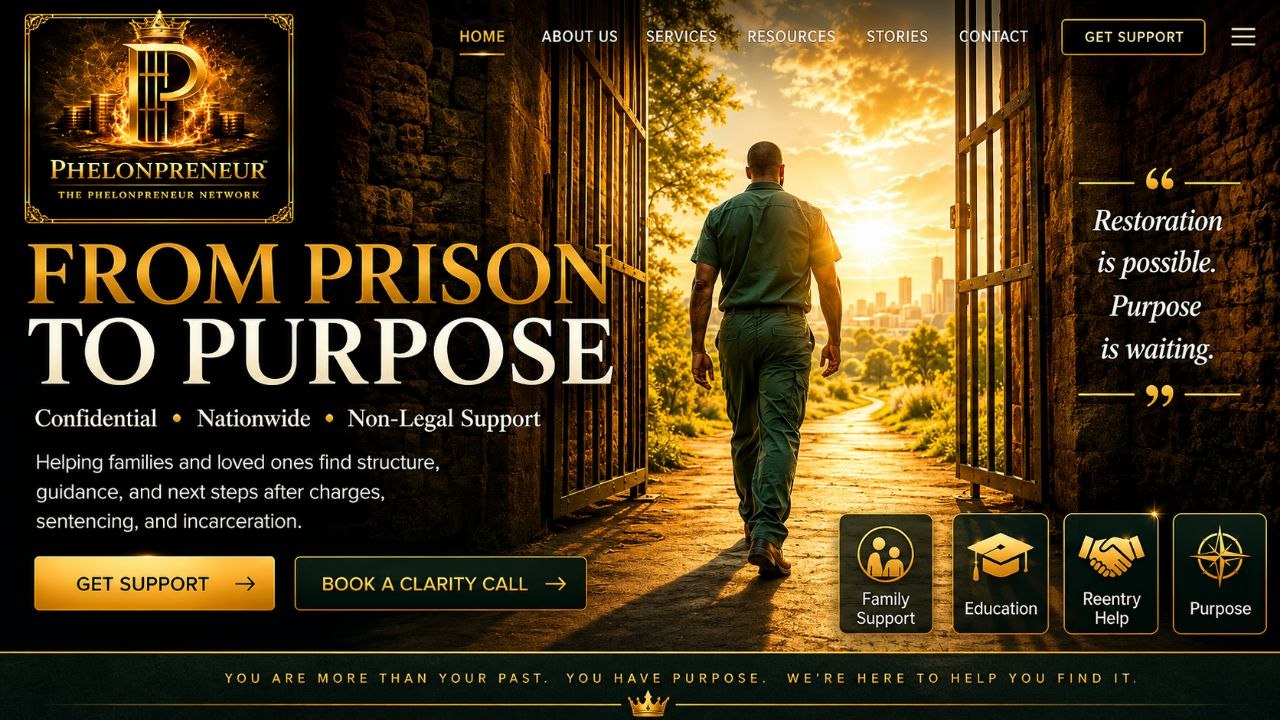 P
PHELONPRENEUR
THE PHELONPRENEUR NETWORK
HOME
ABOUT US
SERVICES
RESOURCES
STORIES
CONTACT
GET SUPPORT
FROM PRISON
TO PURPOSE
Confidential • Nationwide • Non-Legal Support
Helping families and loved ones find structure,
guidance, and next steps after charges,
sentencing, and incarceration.
GET SUPPORT →
BOOK A CLARITY CALL →
“
Restoration
is possible.
Purpose
is waiting.
”
Family
Support
Education
Reentry
Help
Purpose
YOU ARE MORE THAN YOUR PAST. YOU HAVE PURPOSE. WE'RE HERE TO HELP YOU FIND IT.